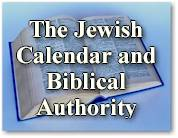 The Jewish
Calendar and
Biblical
Authority